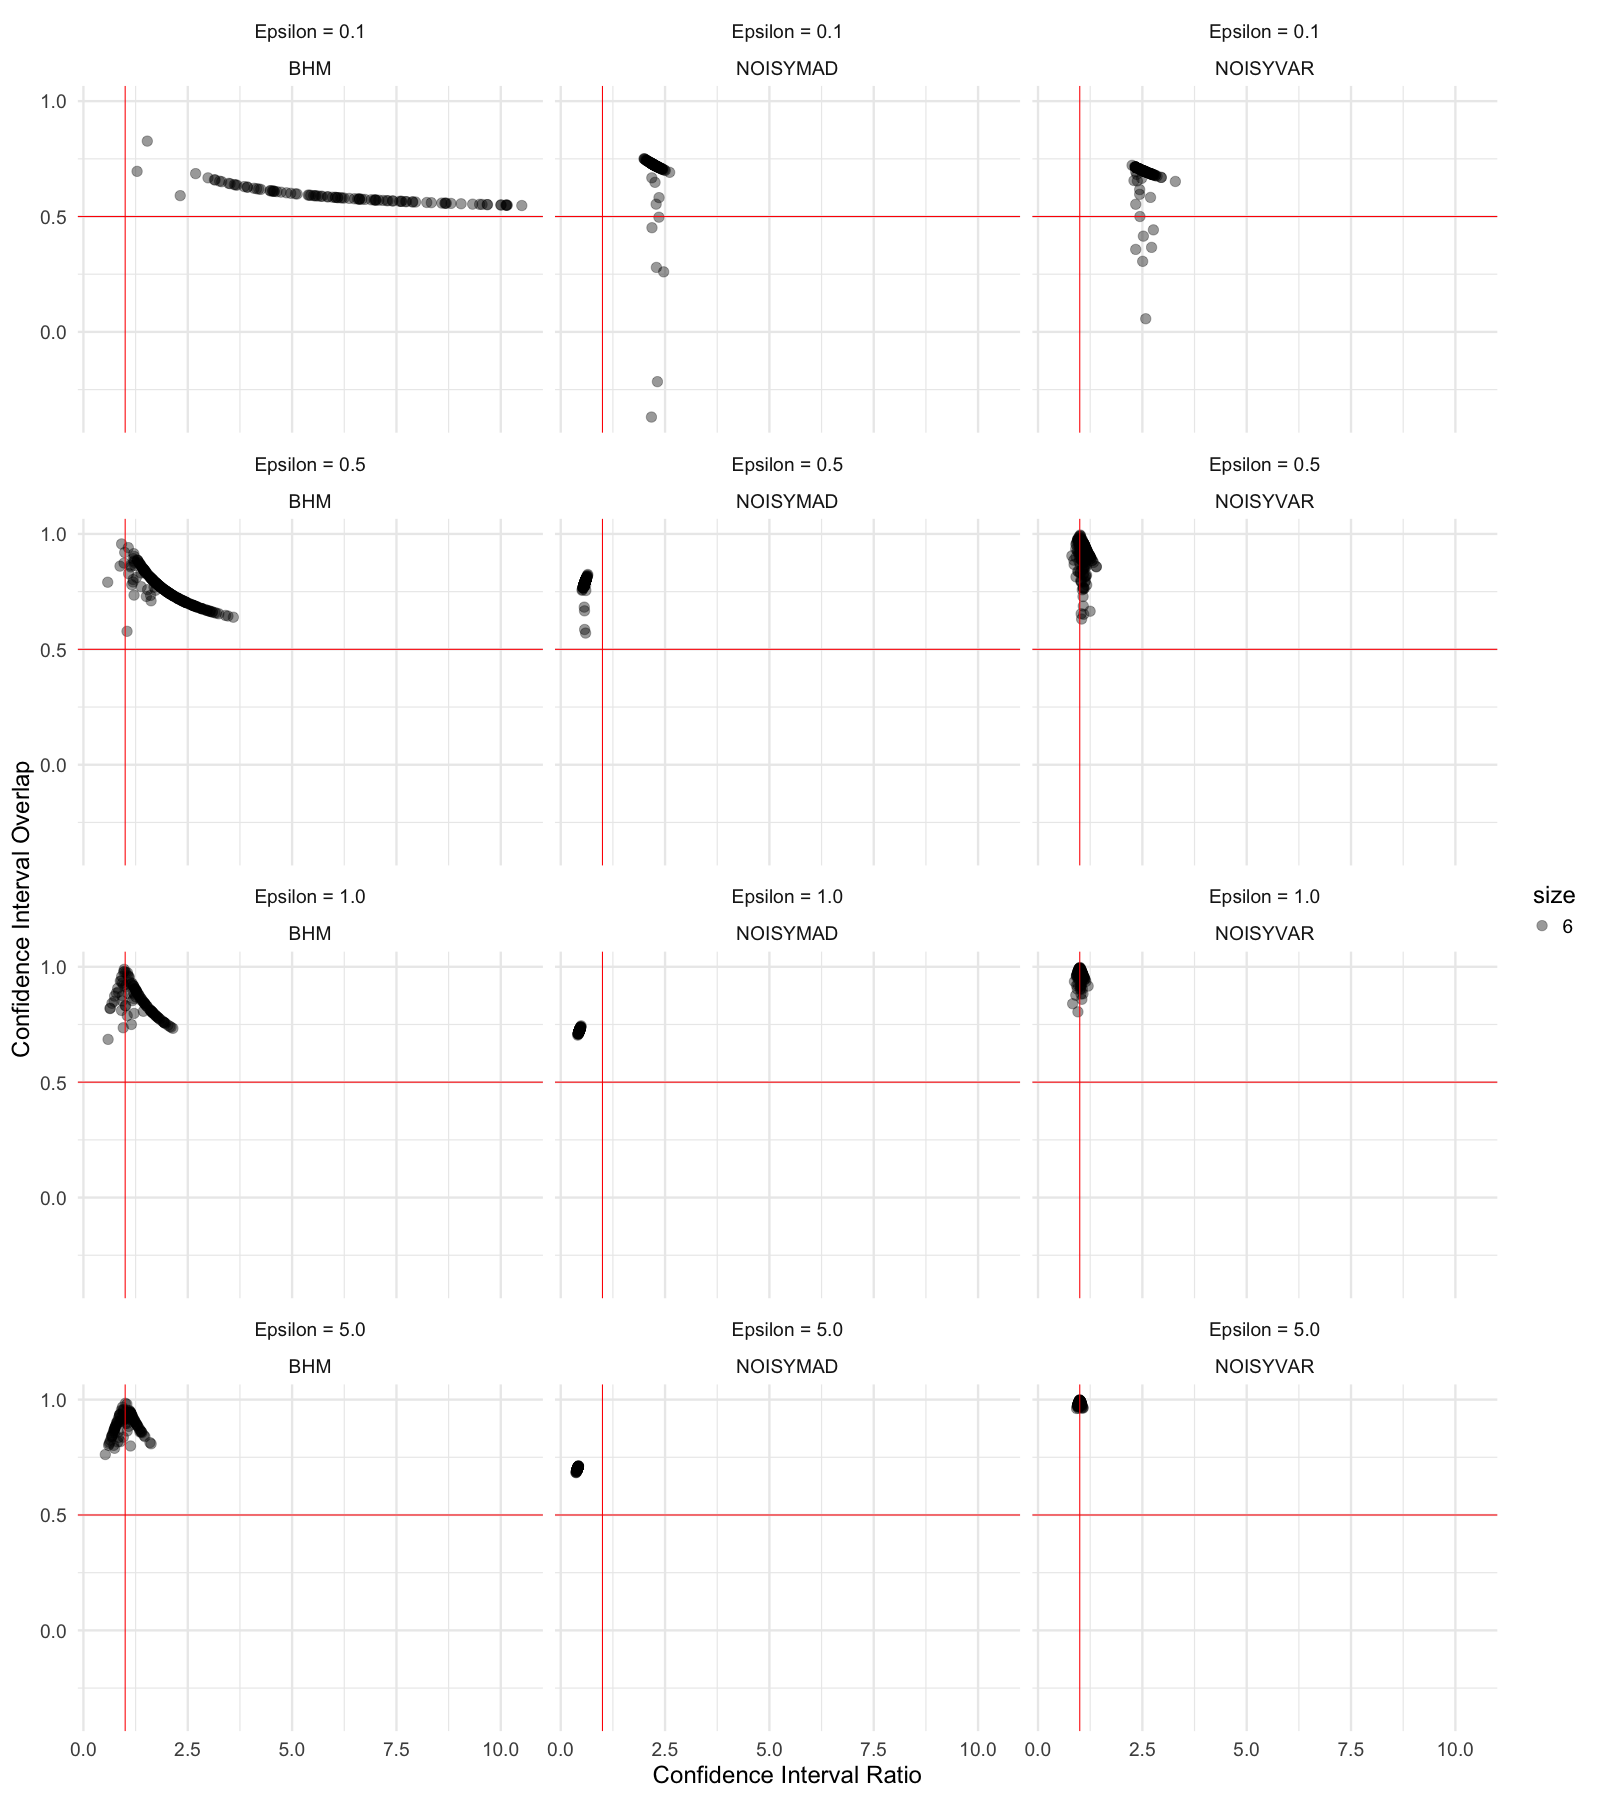 Epsilon = 0.1 Epsilon = 0.1 Epsilon = 0.1
BHM NOISYMAD NOISYVAR
1.0
0.5
0.0
Epsilon = 0.5 Epsilon = 0.5 Epsilon = 0.5
BHM NOISYMAD NOISYVAR
1.0
0.5
0.0
Confidence Interval Overlap
Epsilon = 1.0 Epsilon = 1.0 Epsilon = 1.0
size
6
BHM NOISYMAD NOISYVAR
1.0
0.5
0.0
Epsilon = 5.0 Epsilon = 5.0 Epsilon = 5.0
BHM NOISYMAD NOISYVAR
1.0
0.5
0.0
0.0 2.5 5.0 7.5 10.0 0.0 2.5 5.0 7.5 10.0 0.0 2.5 5.0 7.5 10.0
Confidence Interval Ratio